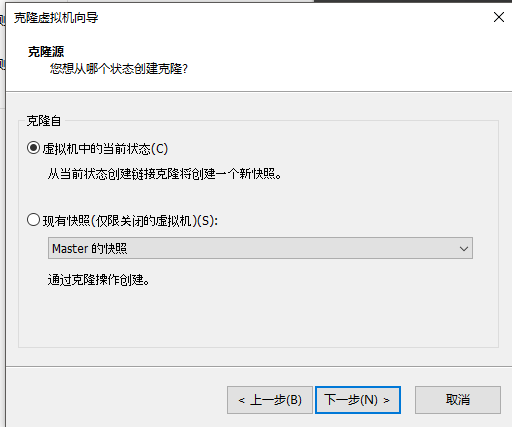 克隆虚拟机向导
克隆源
您想从哪个状态创建克隆?
克隆自
虚拟机中的当前状态(C)
从当前状态创建链接克隆将创建一个新快照。
现有快照(仅限关闭的虚拟机)(S):
Master 的快照
通过克隆操作创建。
< 上一步(B)
下一步(N) >
取消